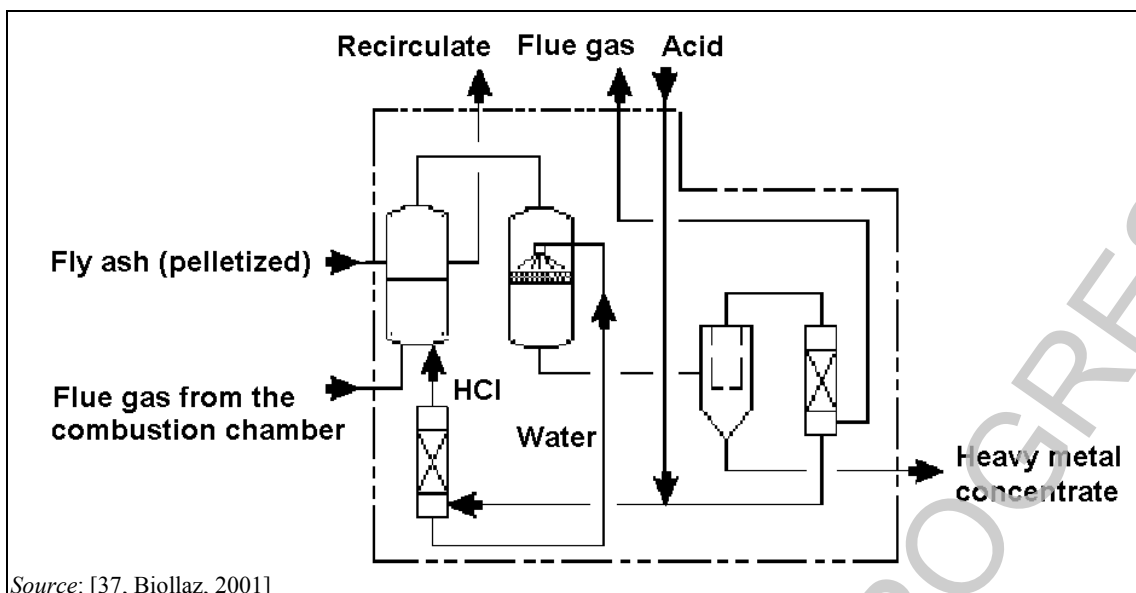 Recirculate Flue gas Acid
Fly ash (pelletized)
Flue gas from the
combustion chamber
HCl
Water
Heavy metal
concentrate
Source: [37, Biollaz, 2001]
OGRES